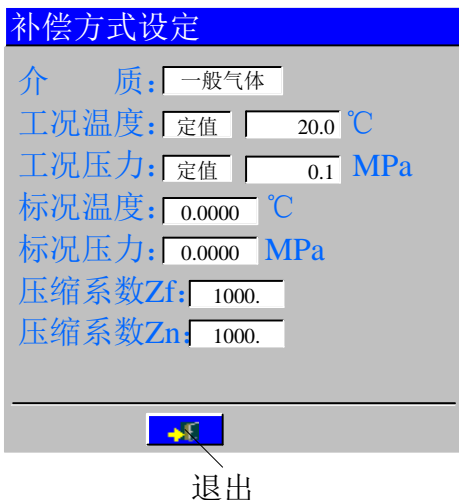 补偿方式设定
介 质：一般气体
工况温度：定值 20.0 ℃
工况压力：定值 0.1 MPa
标况温度：0.0000 ℃
标况压力：0.0000 MPa
压缩系数Zf：1000.
压缩系数Zn：1000.
退出